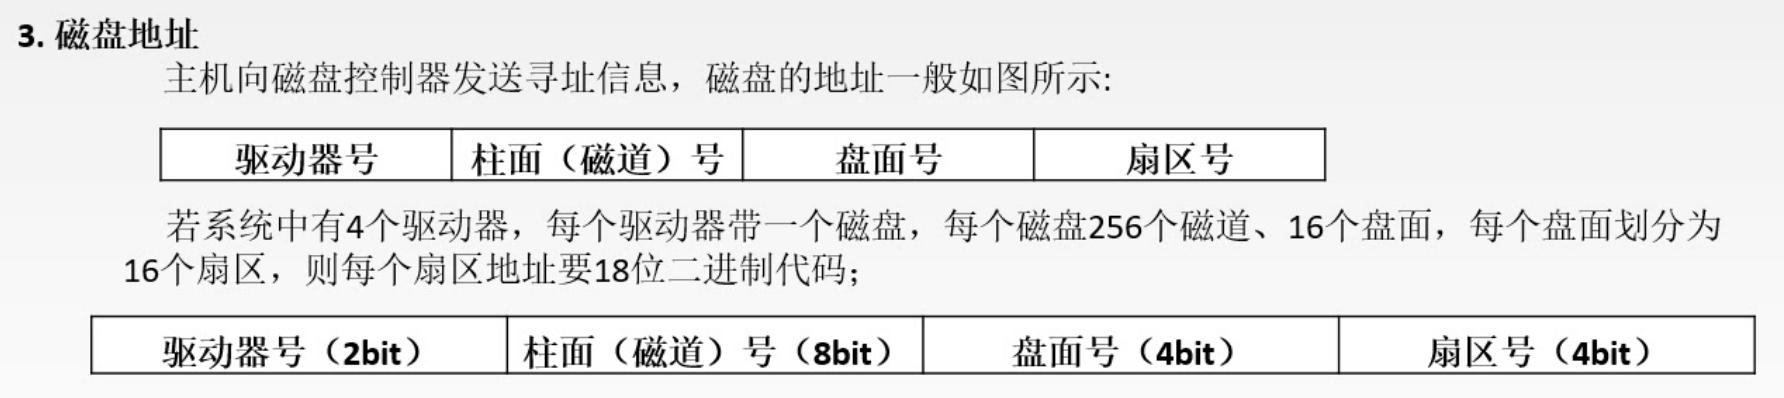 3. 磁盘地址
主机向磁盘控制器发送寻址信息，磁盘的地址一般如图所示:
驱动器号 柱面（磁道）号 盘面号 扇区号
若系统中有4个驱动器，每个驱动器带一个磁盘，每个磁盘256个磁道、16个盘面，每个盘面划分为
16个扇区，则每个扇区地址要18位二进制代码；
驱动器号（2bit） 柱面（磁道）号（8bit） 盘面号（4bit） 扇区号（4bit）